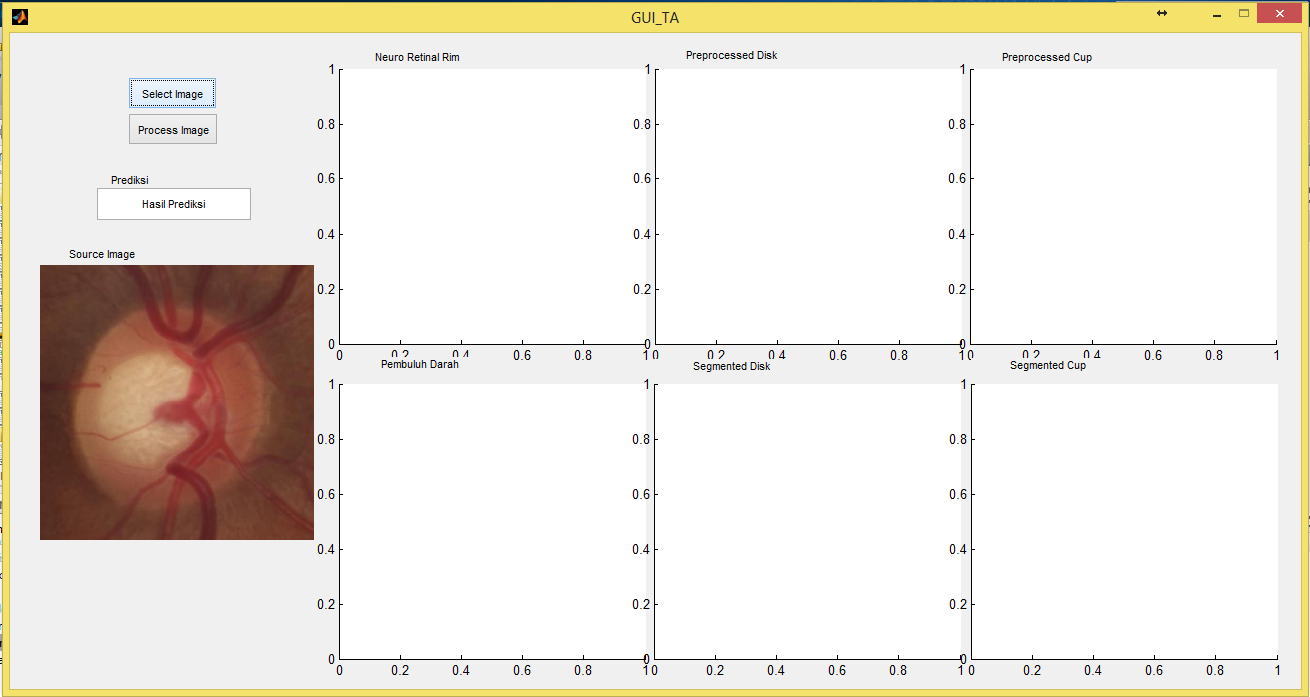 GUI_TA
Select Image
Process Image
Prediksi
Hasil Prediksi
Source Image
Neuro Retinal Rim
1
0.8
0.6
0.4
0.2
0
0 0.2 0.4 0.6 0.8 1
Preprocessed Disk
1
0.8
0.6
0.4
0.2
0
0 0.2 0.4 0.6 0.8 1
Preprocessed Cup
1
0.8
0.6
0.4
0.2
0
0 0.2 0.4 0.6 0.8 1
Pembuluh Darah
1
0.8
0.6
0.4
0.2
0
0 0.2 0.4 0.6 0.8 1
Segmented Disk
1
0.8
0.6
0.4
0.2
0
0 0.2 0.4 0.6 0.8 1
Segmented Cup
1
0.8
0.6
0.4
0.2
0
0 0.2 0.4 0.6 0.8 1